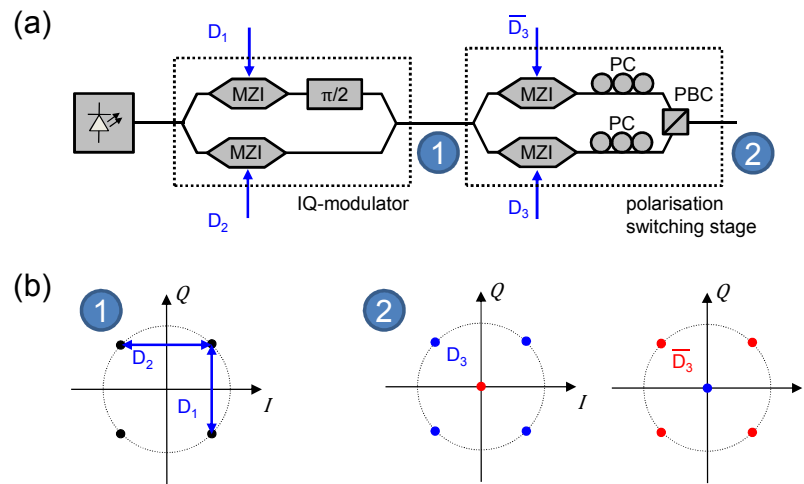 (a)
D1
D̅3̅
MZI
π/2
PC
PBC
MZI
MZI
PC
MZI
1
2
D2
IQ-modulator
D3
polarisation
switching stage
(b)
1
Q
D2
D1
I
2
Q
D3
I
Q
D̅3̅